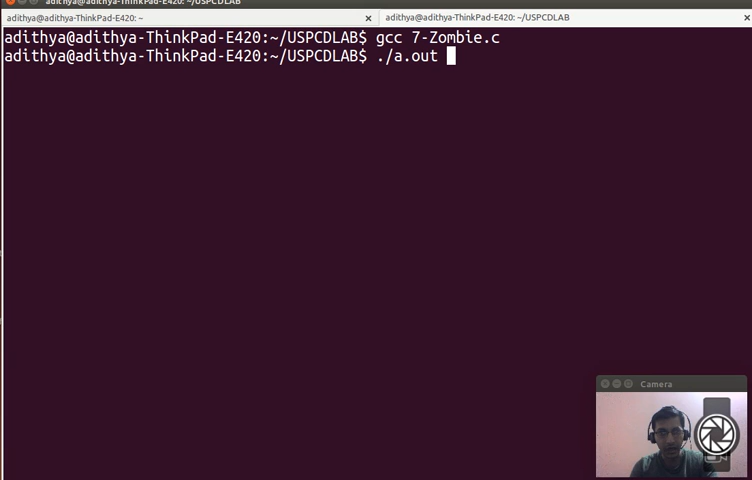 adithya@adithya-ThinkPad-E420: ~/USPCDLAB
adithya@adithya-ThinkPad-E420: ~
adithya@adithya-ThinkPad-E420: ~/USPCDLAB
adithya@adithya-ThinkPad-E420:~/USPCDLAB$ gcc 7-Zombie.c
adithya@adithya-ThinkPad-E420:~/USPCDLAB$ ./a.out
Camera